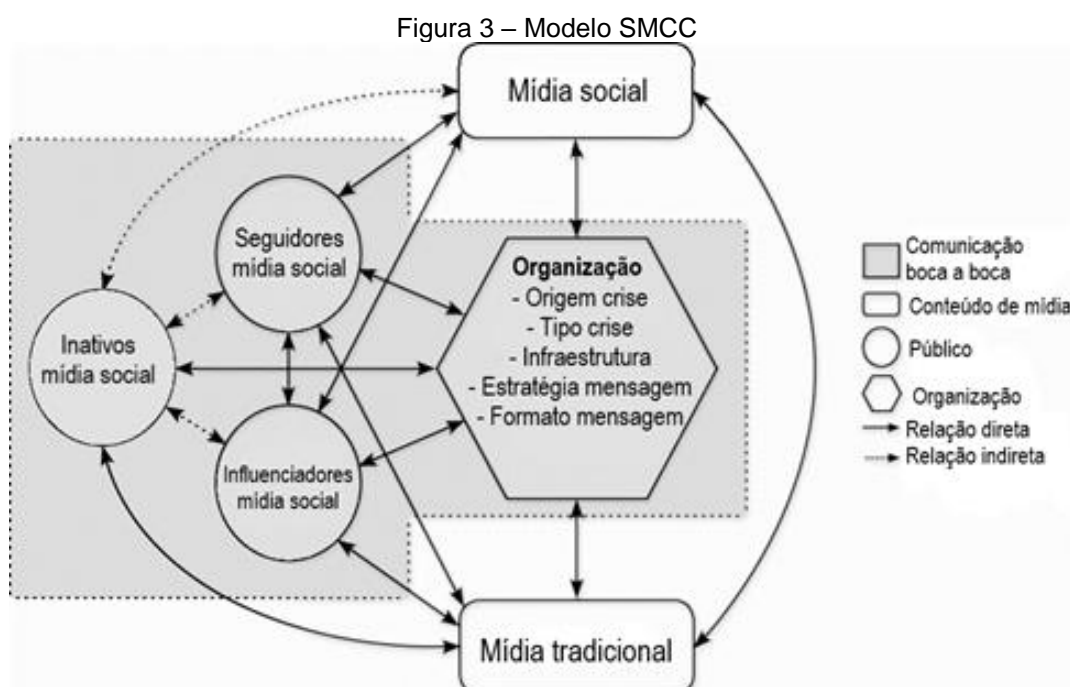 Figura 3 – Modelo SMCC
Mídia social
Seguidores
mídia social
Inativos
mídia social
Influenciadores
mídia social
Organização
- Origem crise
- Tipo crise
- Infraestrutura
- Estratégia mensagem
- Formato mensagem
Mídia tradicional
Comunicação
boca a boca
Conteúdo de mídia
Público
Organização
Relação direta
Relação indireta